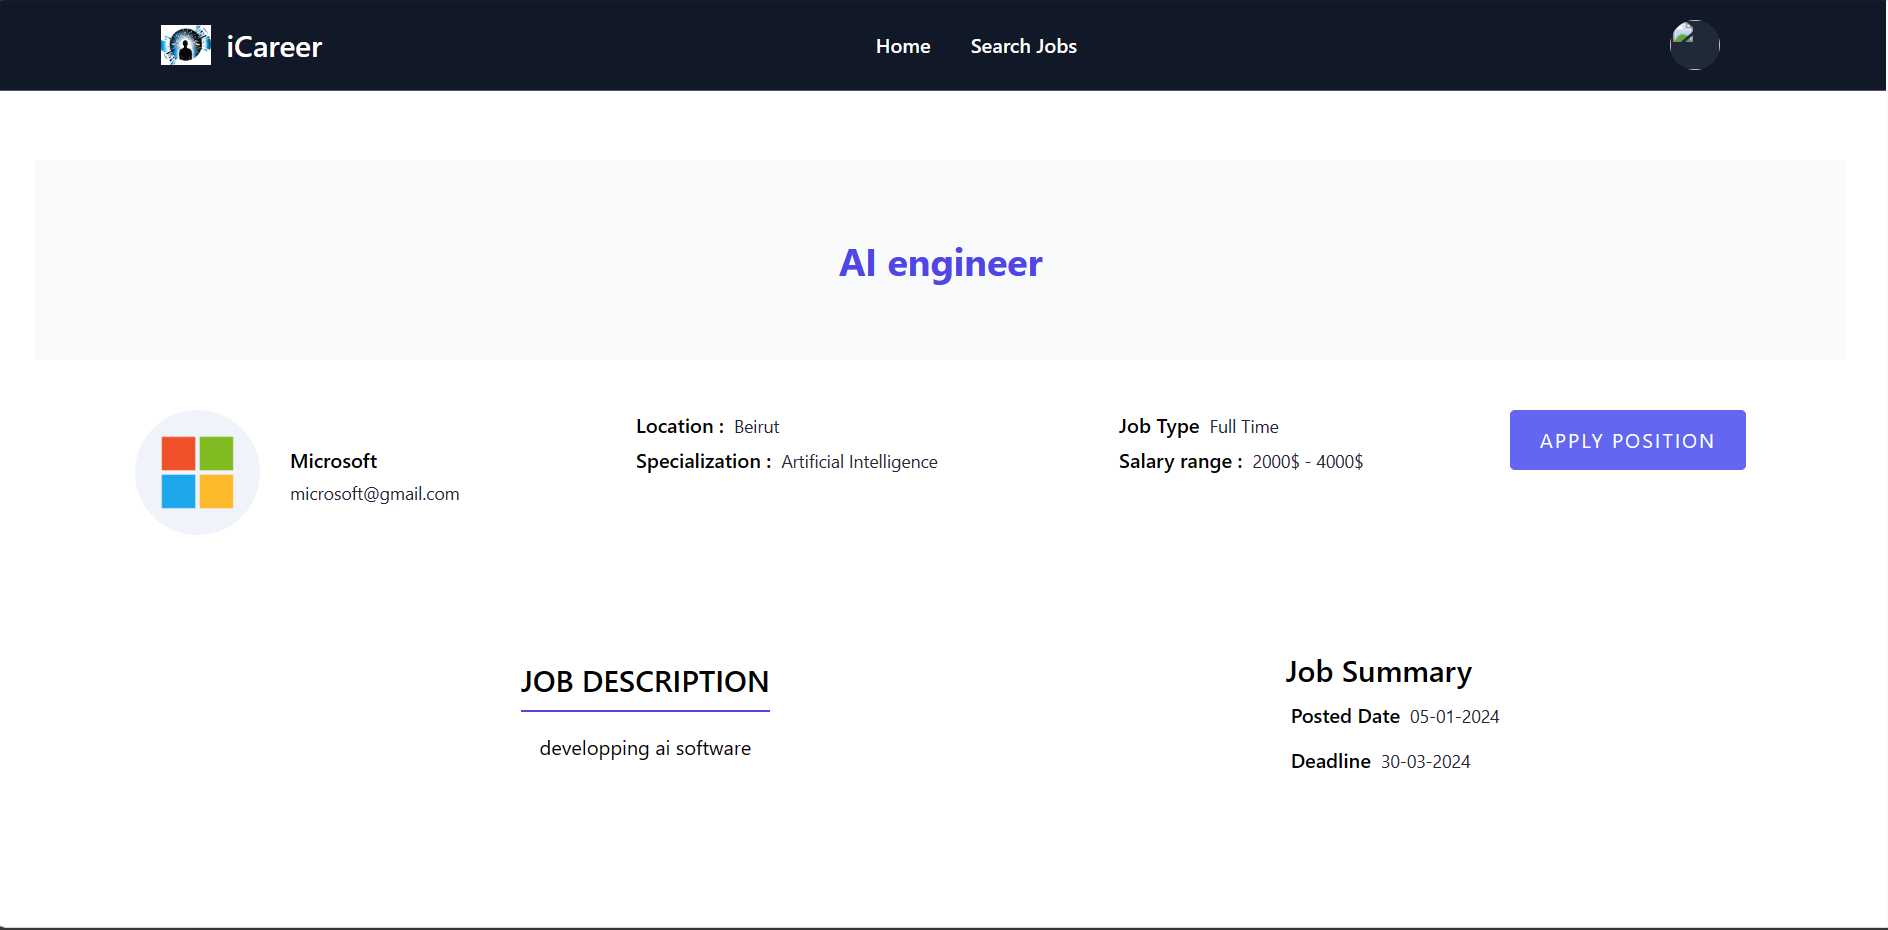 iCareer
Home
Search Jobs
AI engineer
Microsoft
microsoft@gmail.com
Location : Beirut
Specialization : Artificial Intelligence
Job Type Full Time
Salary range : 2000$ - 4000$
APPLY POSITION
JOB DESCRIPTION
developping ai software
Job Summary
Posted Date 05-01-2024
Deadline 30-03-2024